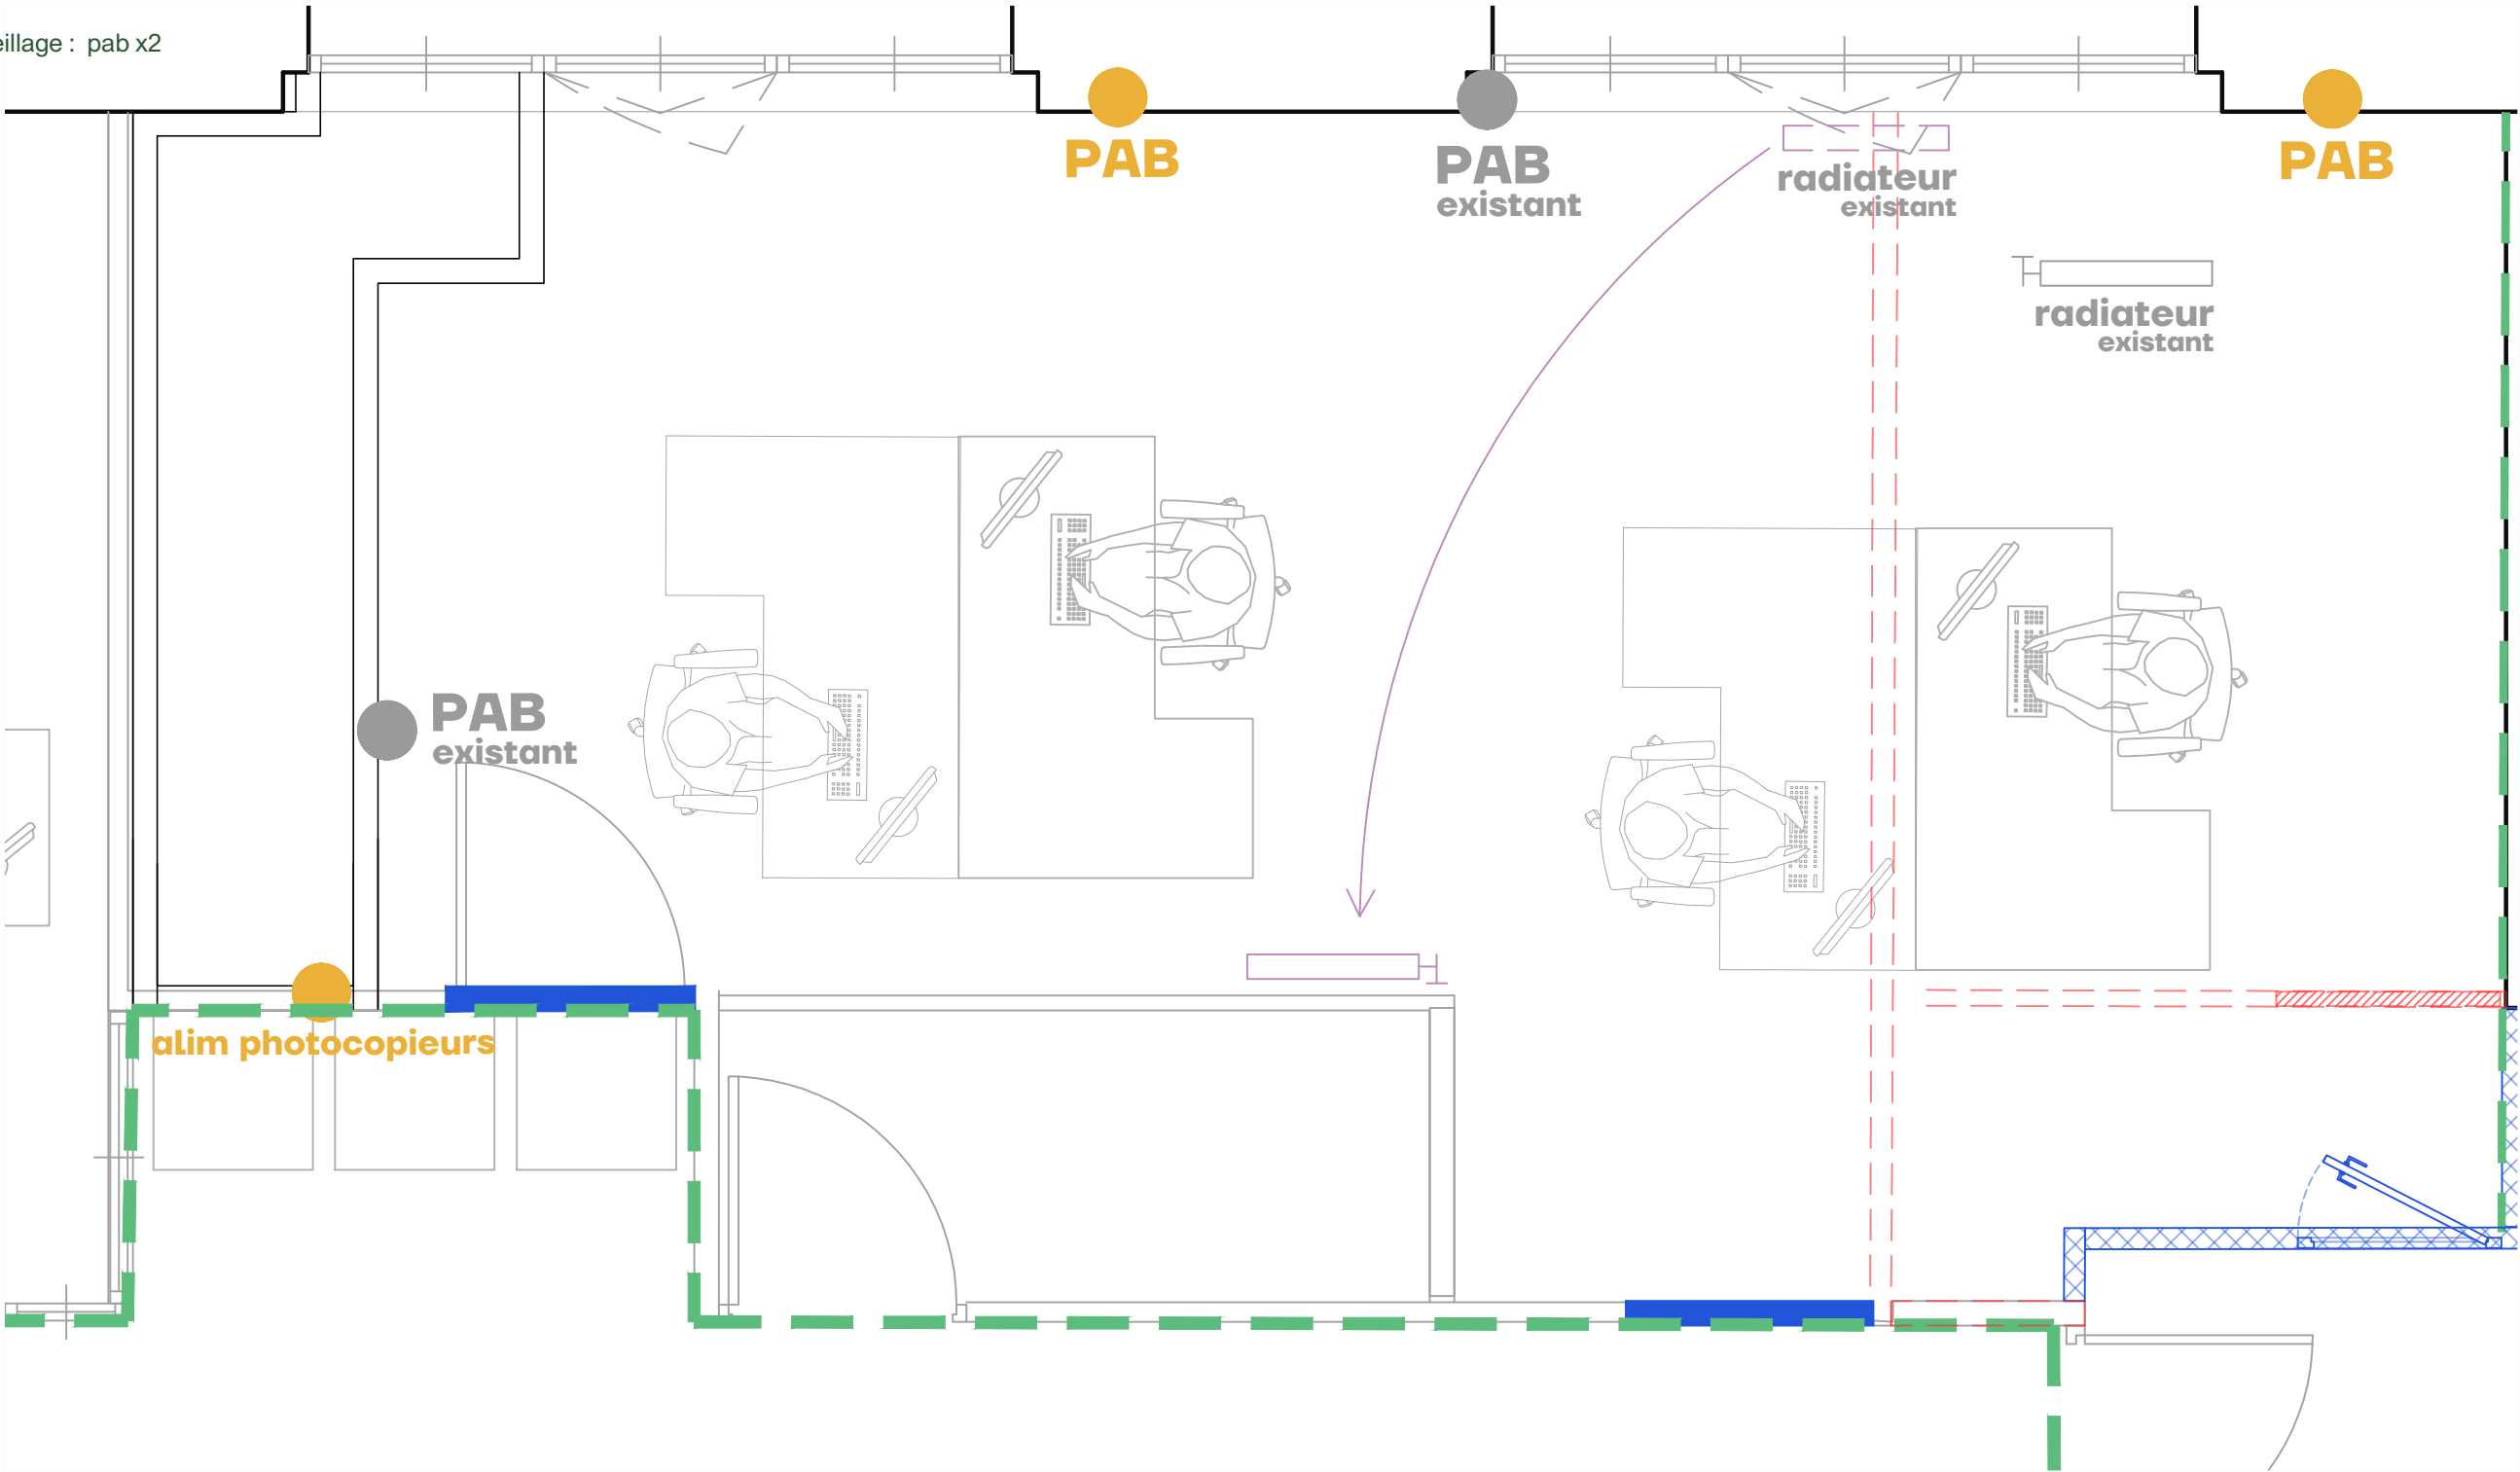 eillage : pab x2
PAB
PAB
existant
radiateur
existant
PAB
radiateur
existant
PAB
existant
alim photocopieurs